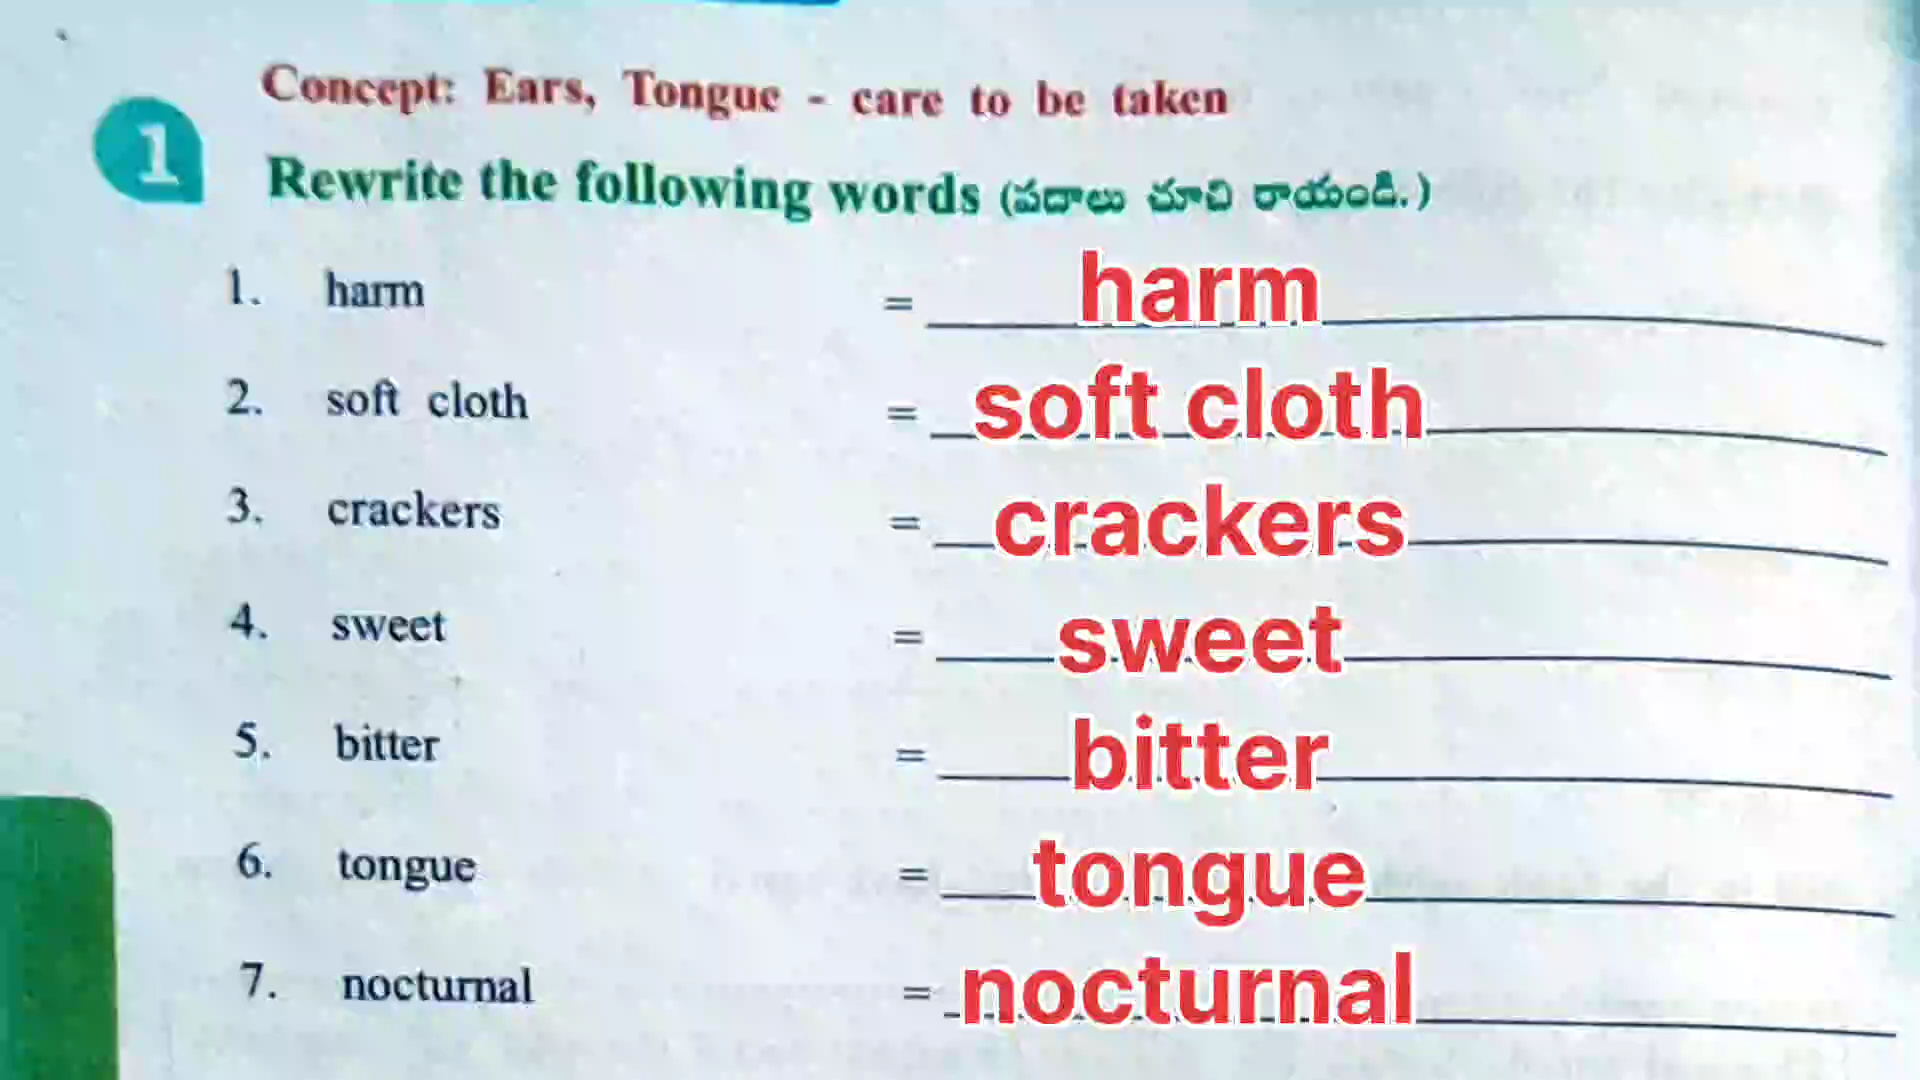 Concept: Ears, Tongue - care to be taken
1 Rewrite the following words (పదాలు చూచి రాయండి.)
1. harm = harm
2. soft cloth = soft cloth
3. crackers = crackers
4. sweet = sweet
5. bitter = bitter
6. tongue = tongue
7. nocturnal = nocturnal